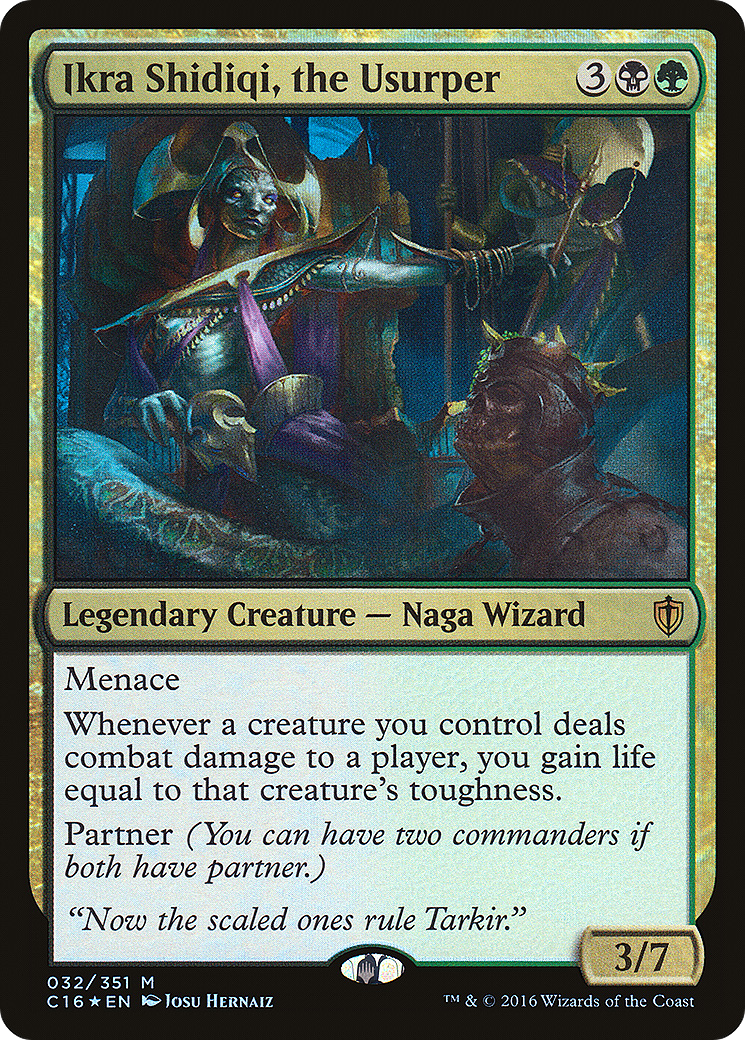 Ikra Shidiqi, the Usurper 3
Legendary Creature — Naga Wizard
Menace
Whenever a creature you control deals
combat damage to a player, you gain life
equal to that creature's toughness.
Partner (You can have two commanders if
both have partner.)
“Now the scaled ones rule Tarkir.”
3/7
032/351 M
C16★EN Josu Hernaiz
™ & © 2016 Wizards of the Coast